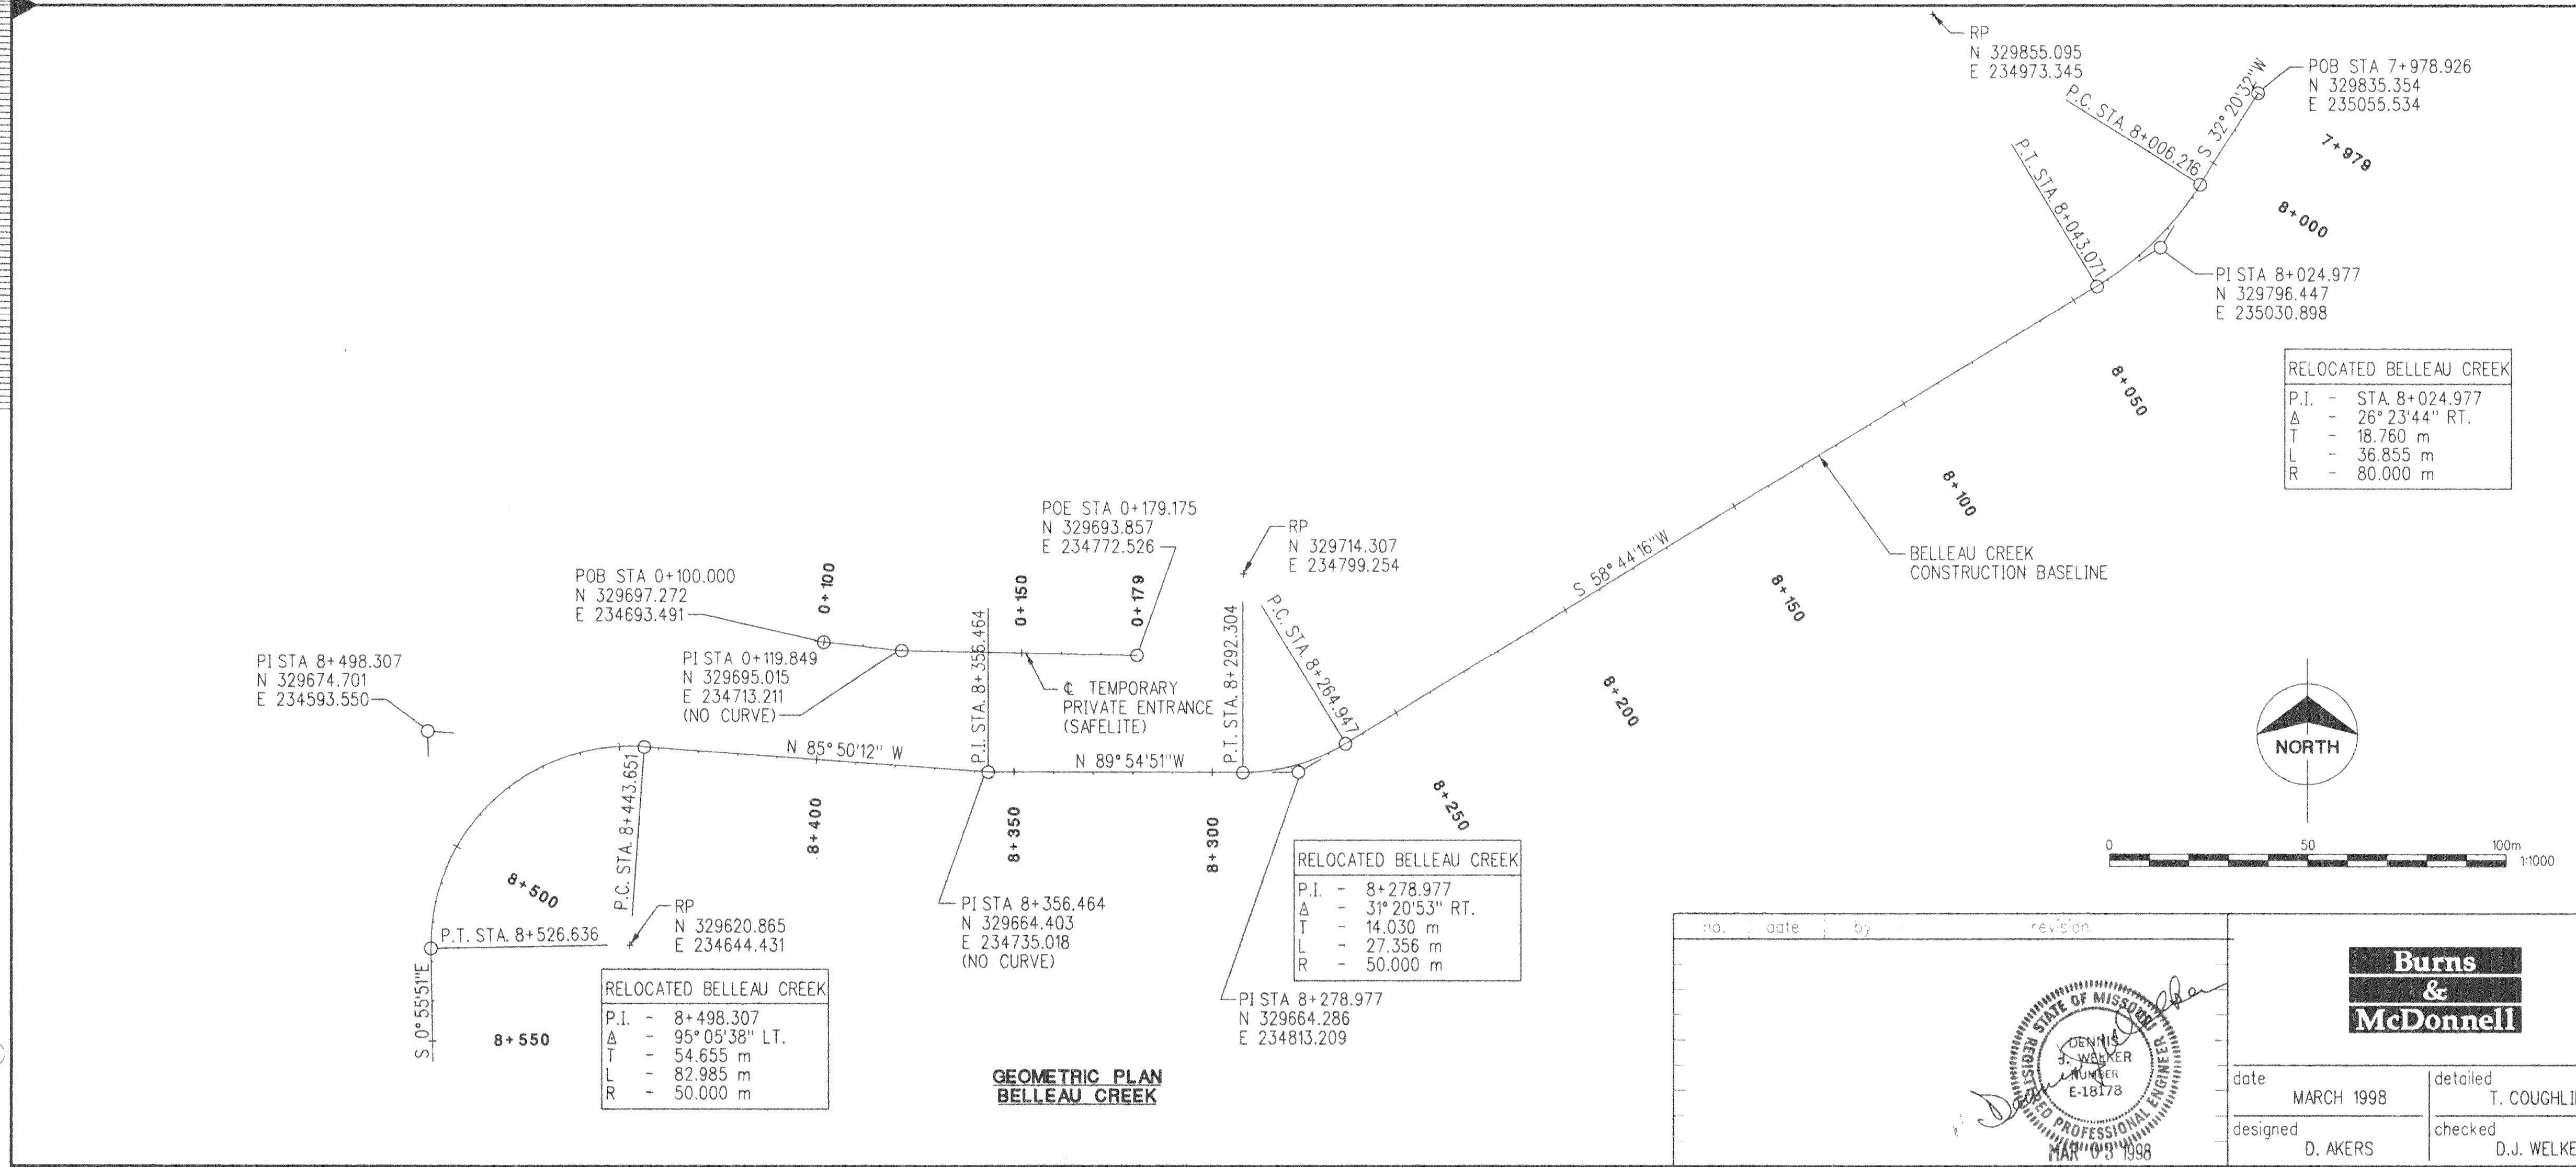 RP
N 329855.095
E 234973.345
POB STA 7+978.926
N 329835.354
E 235055.534
S 32° 20'32"W
P.C. STA. 8+006.216
P.T. STA. 8+043.071
7+979
8+000
PI STA 8+024.977
N 329796.447
E 235030.898
RELOCATED BELLEAU CREEK
P.I. - STA. 8+024.977
Δ - 26° 23'44" RT.
T - 18.760 m
L - 36.855 m
R - 80.000 m
8+050
8+100
8+150
8+200
8+250
BELLEAU CREEK
CONSTRUCTION BASELINE
S 58° 44'16"W
POE STA 0+179.175
N 329693.857
E 234772.526
RP
N 329714.307
E 234799.254
POB STA 0+100.000
N 329697.272
E 234693.491
0+100
0+150
0+179
P.I. STA. 8+356.464
P.T. STA. 8+292.304
P.C. STA. 8+264.947
PI STA 8+498.307
N 329674.701
E 234593.550
PI STA 0+119.849
N 329695.015
E 234713.211
(NO CURVE)
℄ TEMPORARY
PRIVATE ENTRANCE
(SAFELITE)
N 85° 50'12" W
N 89° 54'51"W
P.C. STA. 8+443.651
8+500
8+400
8+350
8+300
P.T. STA. 8+526.636
RP
N 329620.865
E 234644.431
PI STA 8+356.464
N 329664.403
E 234735.018
(NO CURVE)
RELOCATED BELLEAU CREEK
P.I. - 8+278.977
Δ - 31° 20'53" RT.
T - 14.030 m
L - 27.356 m
R - 50.000 m
PI STA 8+278.977
N 329664.286
E 234813.209
S 0° 55'51"E
8+550
RELOCATED BELLEAU CREEK
P.I. - 8+498.307
Δ - 95° 05'38" LT.
T - 54.655 m
L - 82.985 m
R - 50.000 m
GEOMETRIC PLAN
BELLEAU CREEK
NORTH
0 50 100m
1:1000
no. date by revision
STATE OF MISSOURI
DENNIS
J. WELKER
NUMBER
E-18178
REGISTERED PROFESSIONAL ENGINEER
MAR 03 1998
Burns
&
McDonnell
date
MARCH 1998
detailed
T. COUGHLI
designed
D. AKERS
checked
D.J. WELKE